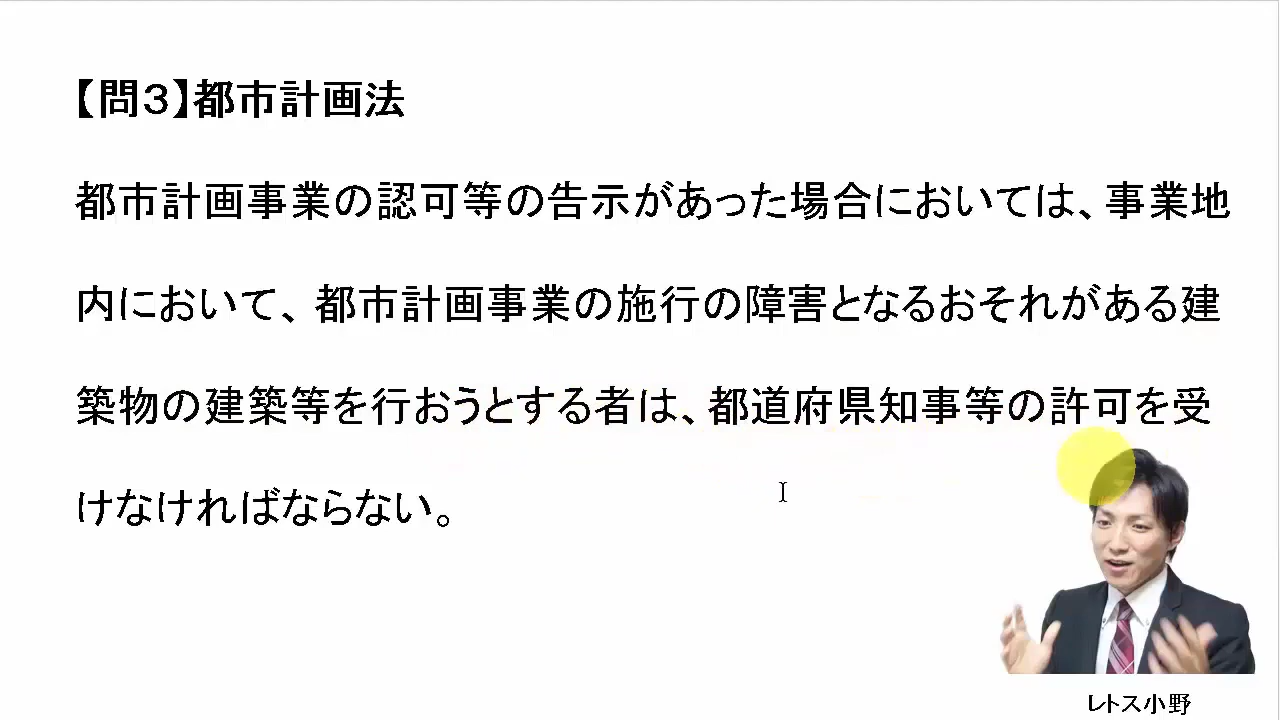 【問３】都市計画法
都市計画事業の認可等の告示があった場合においては、事業地
内において、都市計画事業の施行の障害となるおそれがある建
築物の建築等を行おうとする者は、都道府県知事等の許可を受
けなければならない。
レトス小野